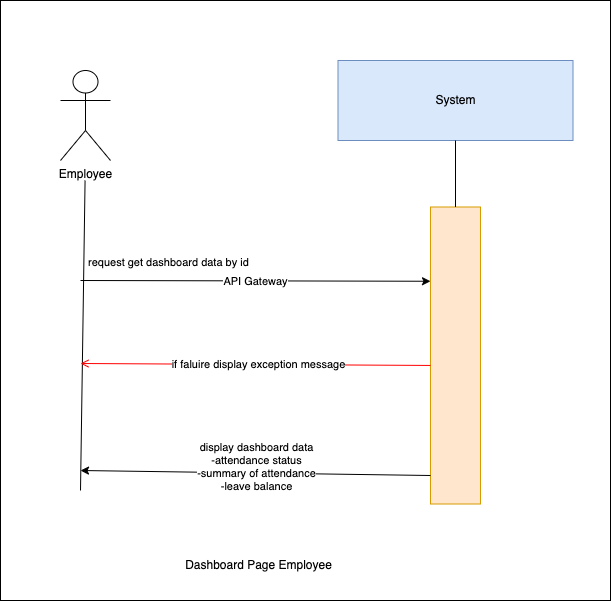 System
Employee
request get dashboard data by id
API Gateway
if faluire display exception message
display dashboard data
-attendance status
-summary of attendance
-leave balance
Dashboard Page Employee